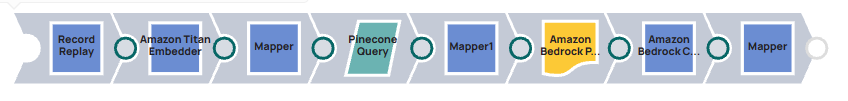 Record
Replay
Amazon Titan
Embedder
Mapper
Pinecone
Query
Mapper1
Amazon
Bedrock P...
Amazon
Bedrock C...
Mapper